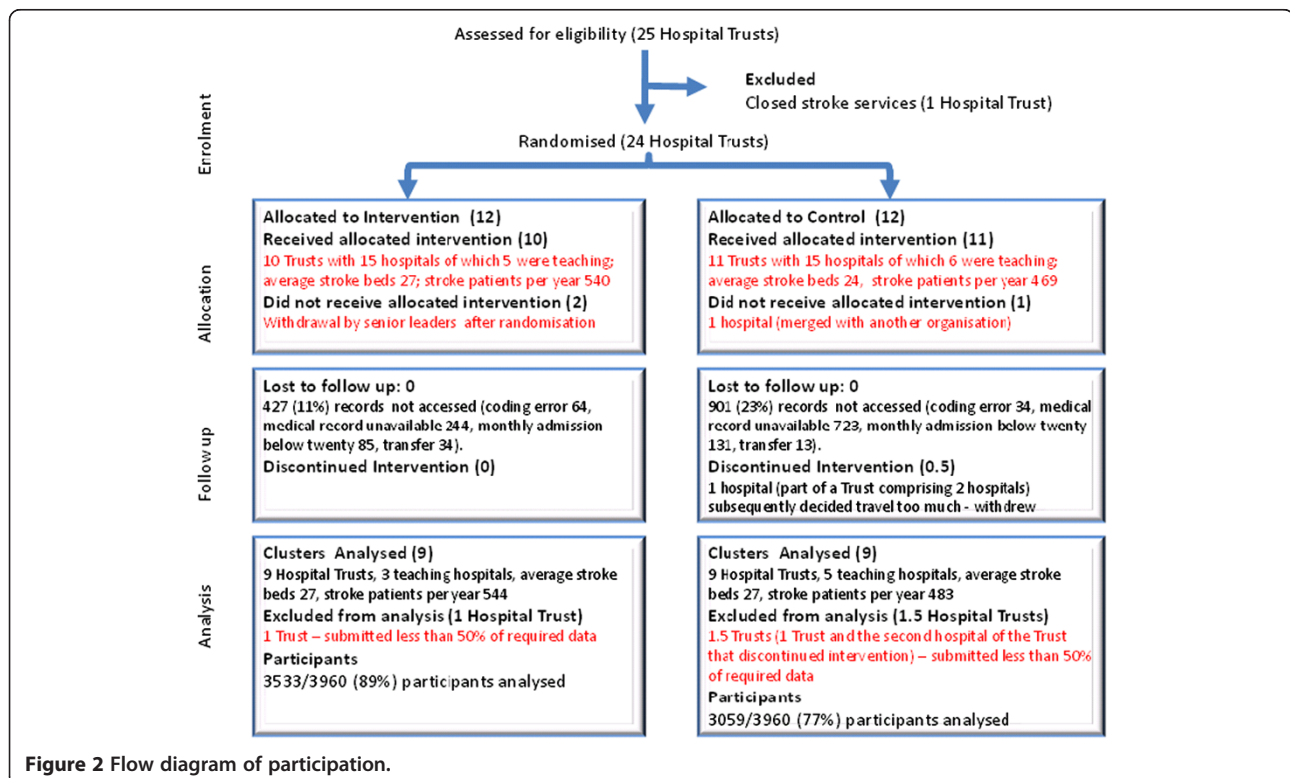 Assessed for eligibility (25 Hospital Trusts)
Excluded
Closed stroke services (1 Hospital Trust)
Enrolment
Randomised (24 Hospital Trusts)
Allocation
Allocated to Intervention (12)
Received allocated intervention (10)
10 Trusts with 15 hospitals of which 5 were teaching;
average stroke beds 27; stroke patients per year 540
Did not receive allocated intervention (2)
Withdrawal by senior leaders after randomisation
Allocated to Control (12)
Received allocated intervention (11)
11 Trusts with 15 hospitals of which 6 were teaching;
average stroke beds 24, stroke patients per year 469
Did not receive allocated intervention (1)
1 hospital (merged with another organisation)
Follow up
Lost to follow up: 0
427 (11%) records not accessed (coding error 64,
medical record unavailable 244, monthly admission
below twenty 85, transfer 34).
Discontinued Intervention (0)
Lost to follow up: 0
901 (23%) records not accessed (coding error 34, medical
record unavailable 723, monthly admission below twenty
131, transfer 13).
Discontinued Intervention (0.5)
1 hospital (part of a Trust comprising 2 hospitals)
subsequently decided travel too much - withdrew
Analysis
Clusters Analysed (9)
9 Hospital Trusts, 3 teaching hospitals, average stroke
beds 27, stroke patients per year 544
Excluded from analysis (1 Hospital Trust)
1 Trust – submitted less than 50% of required data
Participants
3533/3960 (89%) participants analysed
Clusters Analysed (9)
9 Hospital Trusts, 5 teaching hospitals, average stroke
beds 27, stroke patients per year 483
Excluded from analysis (1.5 Hospital Trusts)
1.5 Trusts (1 Trust and the second hospital of the Trust
that discontinued intervention) – submitted less than 50%
of required data
Participants
3059/3960 (77%) participants analysed
Figure 2 Flow diagram of participation.